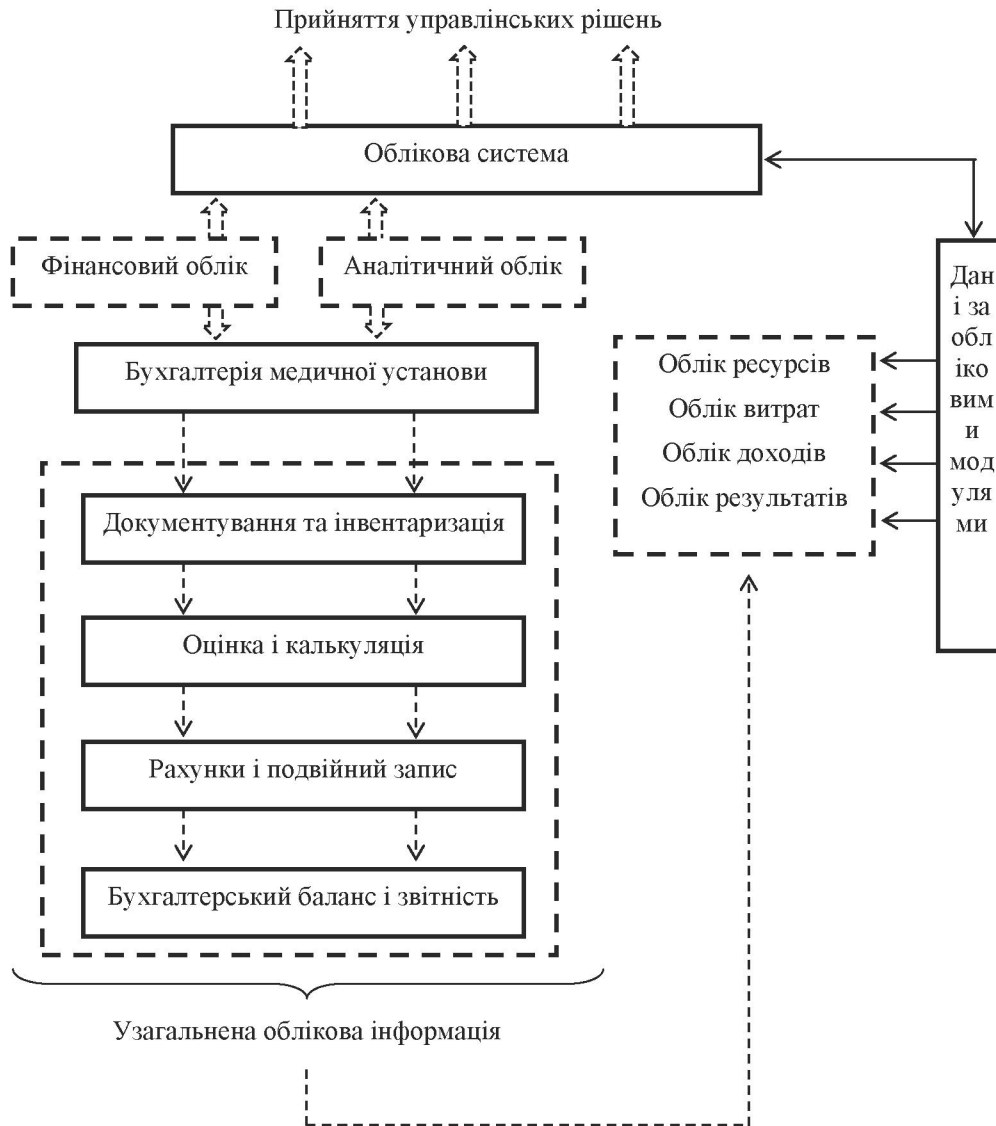 Прийняття управлінських рішень
Облікова система
Фінансовий облік
Аналітичний облік
Бухгалтерія медичної установи
Документування та інвентаризація
Оцінка і калькуляція
Рахунки і подвійний запис
Бухгалтерський баланс і звітність
Узагальнена облікова інформація
Облік ресурсів
Облік витрат
Облік доходів
Облік результатів
Дан
і за
обл
іко
вим
и
мод
уля
ми